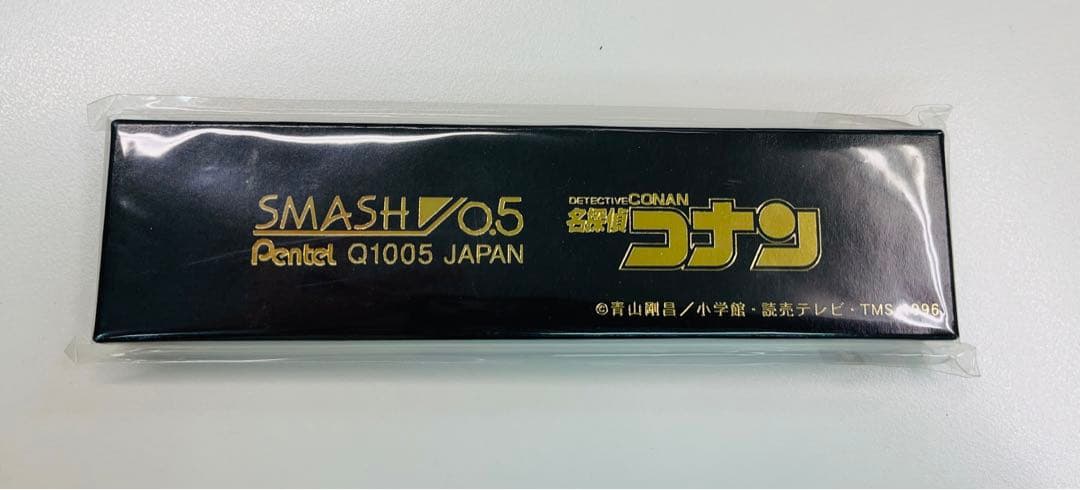 SMASH 0.5
Pentel Q1005 JAPAN
DETECTIVE CONAN
名探偵コナン
©青山剛昌／小学館・読売テレビ・TMS